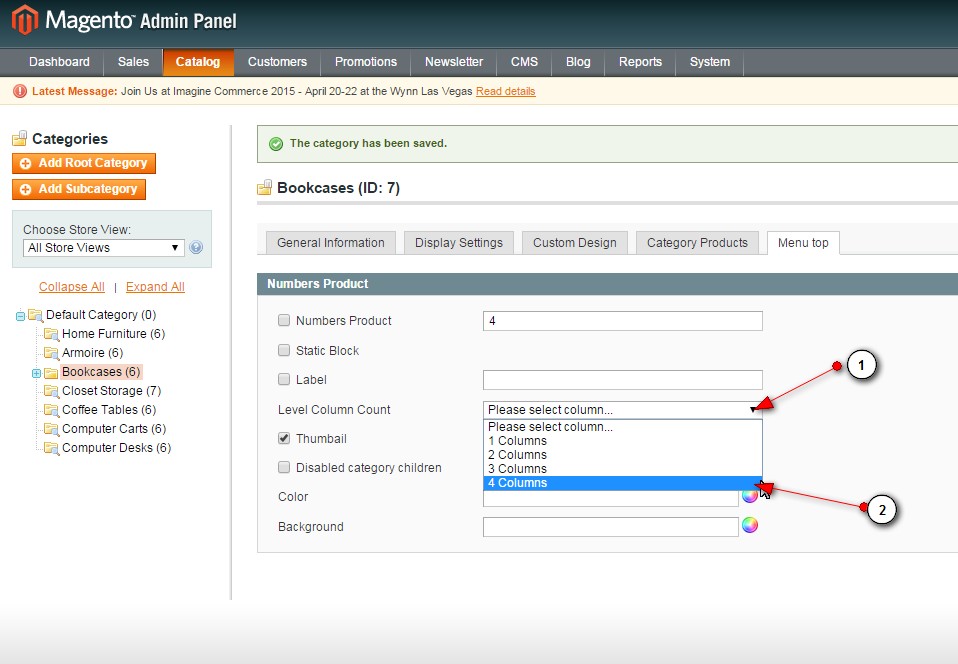 Magento Admin Panel
Dashboard Sales Catalog Customers Promotions Newsletter CMS Blog Reports System
Latest Message: Join Us at Imagine Commerce 2015 - April 20-22 at the Wynn Las Vegas Read details
Categories
Add Root Category
Add Subcategory
Choose Store View:
All Store Views
Collapse All | Expand All
Default Category (0)
Home Furniture (6)
Armoire (6)
Bookcases (6)
Closet Storage (7)
Coffee Tables (6)
Computer Carts (6)
Computer Desks (6)
The category has been saved.
Bookcases (ID: 7)
General Information Display Settings Custom Design Category Products Menu top
Numbers Product
Numbers Product 4
Static Block
Label
Level Column Count Please select column...
Please select column...
1 Columns
2 Columns
3 Columns
4 Columns
Thumbail
Disabled category children
Color
Background
1
2